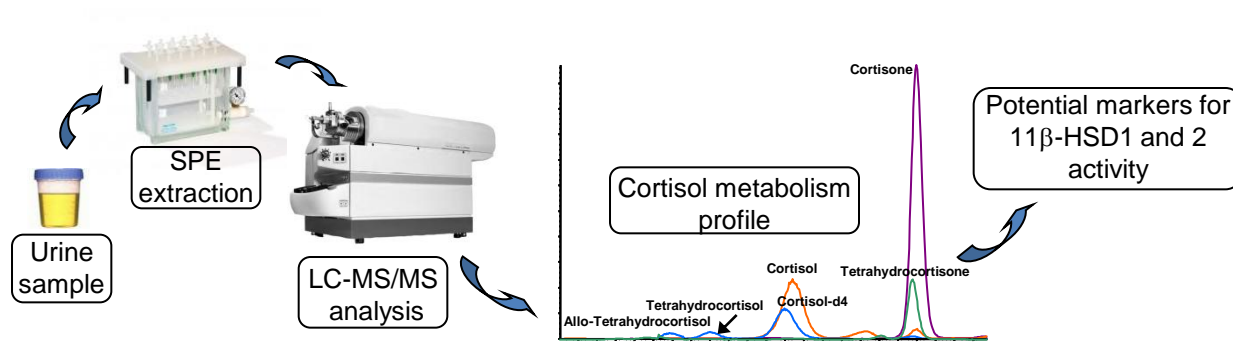 Urine
sample
SPE
extraction
LC-MS/MS
analysis
Cortisol metabolism
profile
Allo-Tetrahydrocortisol
Tetrahydrocortisol
Cortisol
Cortisol-d4
Cortisone
Tetrahydrocortisone
Potential markers for
11β-HSD1 and 2
activity